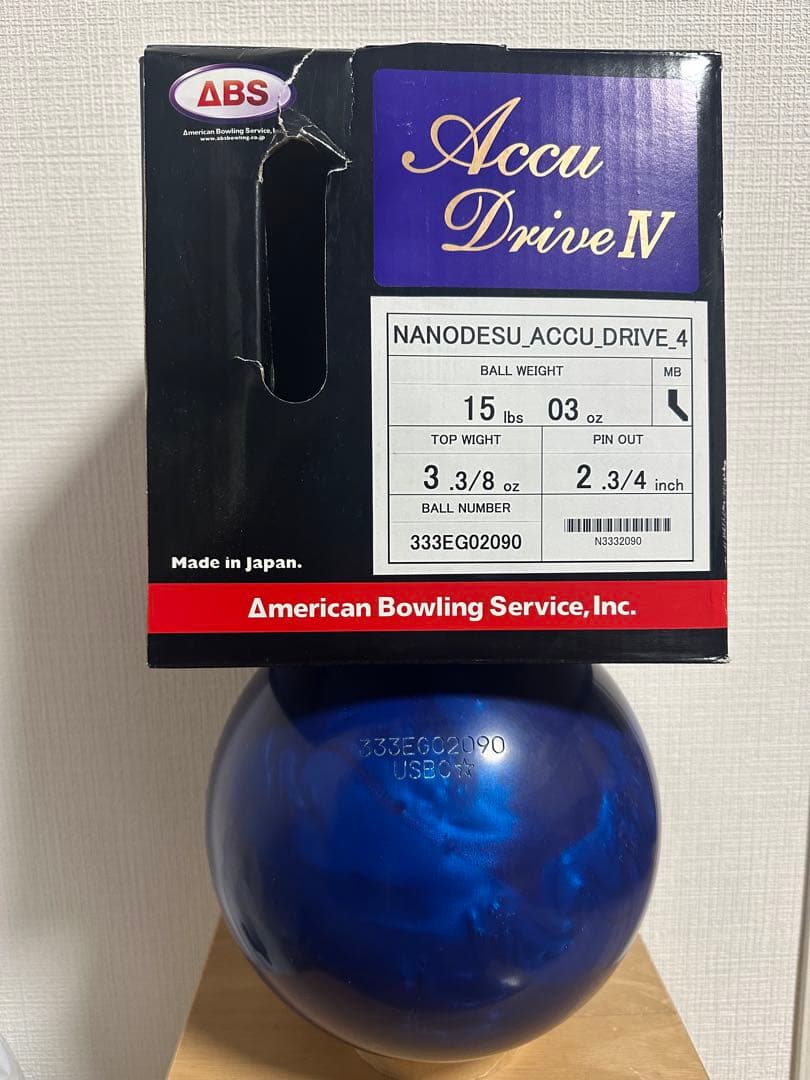 ABS
American Bowling Service, Inc.
www.absbowling.co.jp
Accu
Drive IV
NANODESU_ACCU_DRIVE_4
BALL WEIGHT
MB
15 lbs 03 oz
TOP WIGHT
PIN OUT
3 .3/8 oz
2 .3/4 inch
BALL NUMBER
333EG02090
N3332090
Made in Japan.
American Bowling Service, Inc.
333EG02090
USBC☆